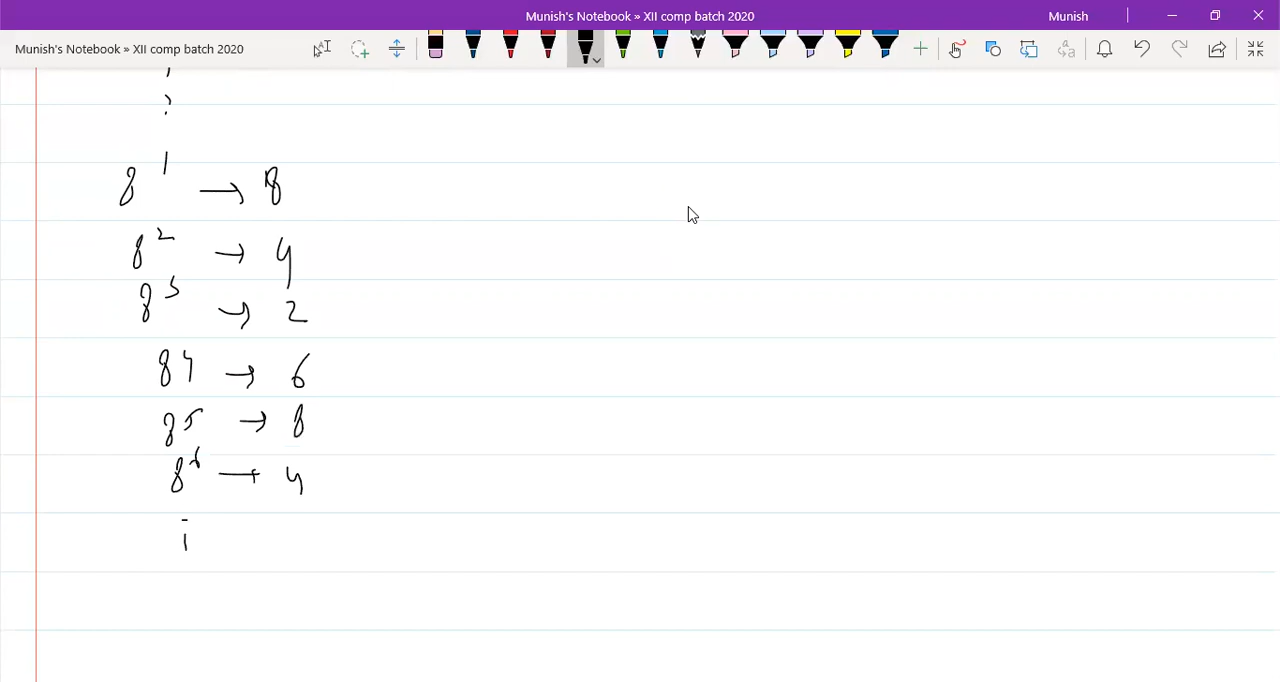 Munish's Notebook » XII comp batch 2020
Munish
Munish's Notebook » XII comp batch 2020
8¹ → 8
8² → 4
8³ → 2
8⁴ → 6
8⁵ → 8
8⁶ → 4